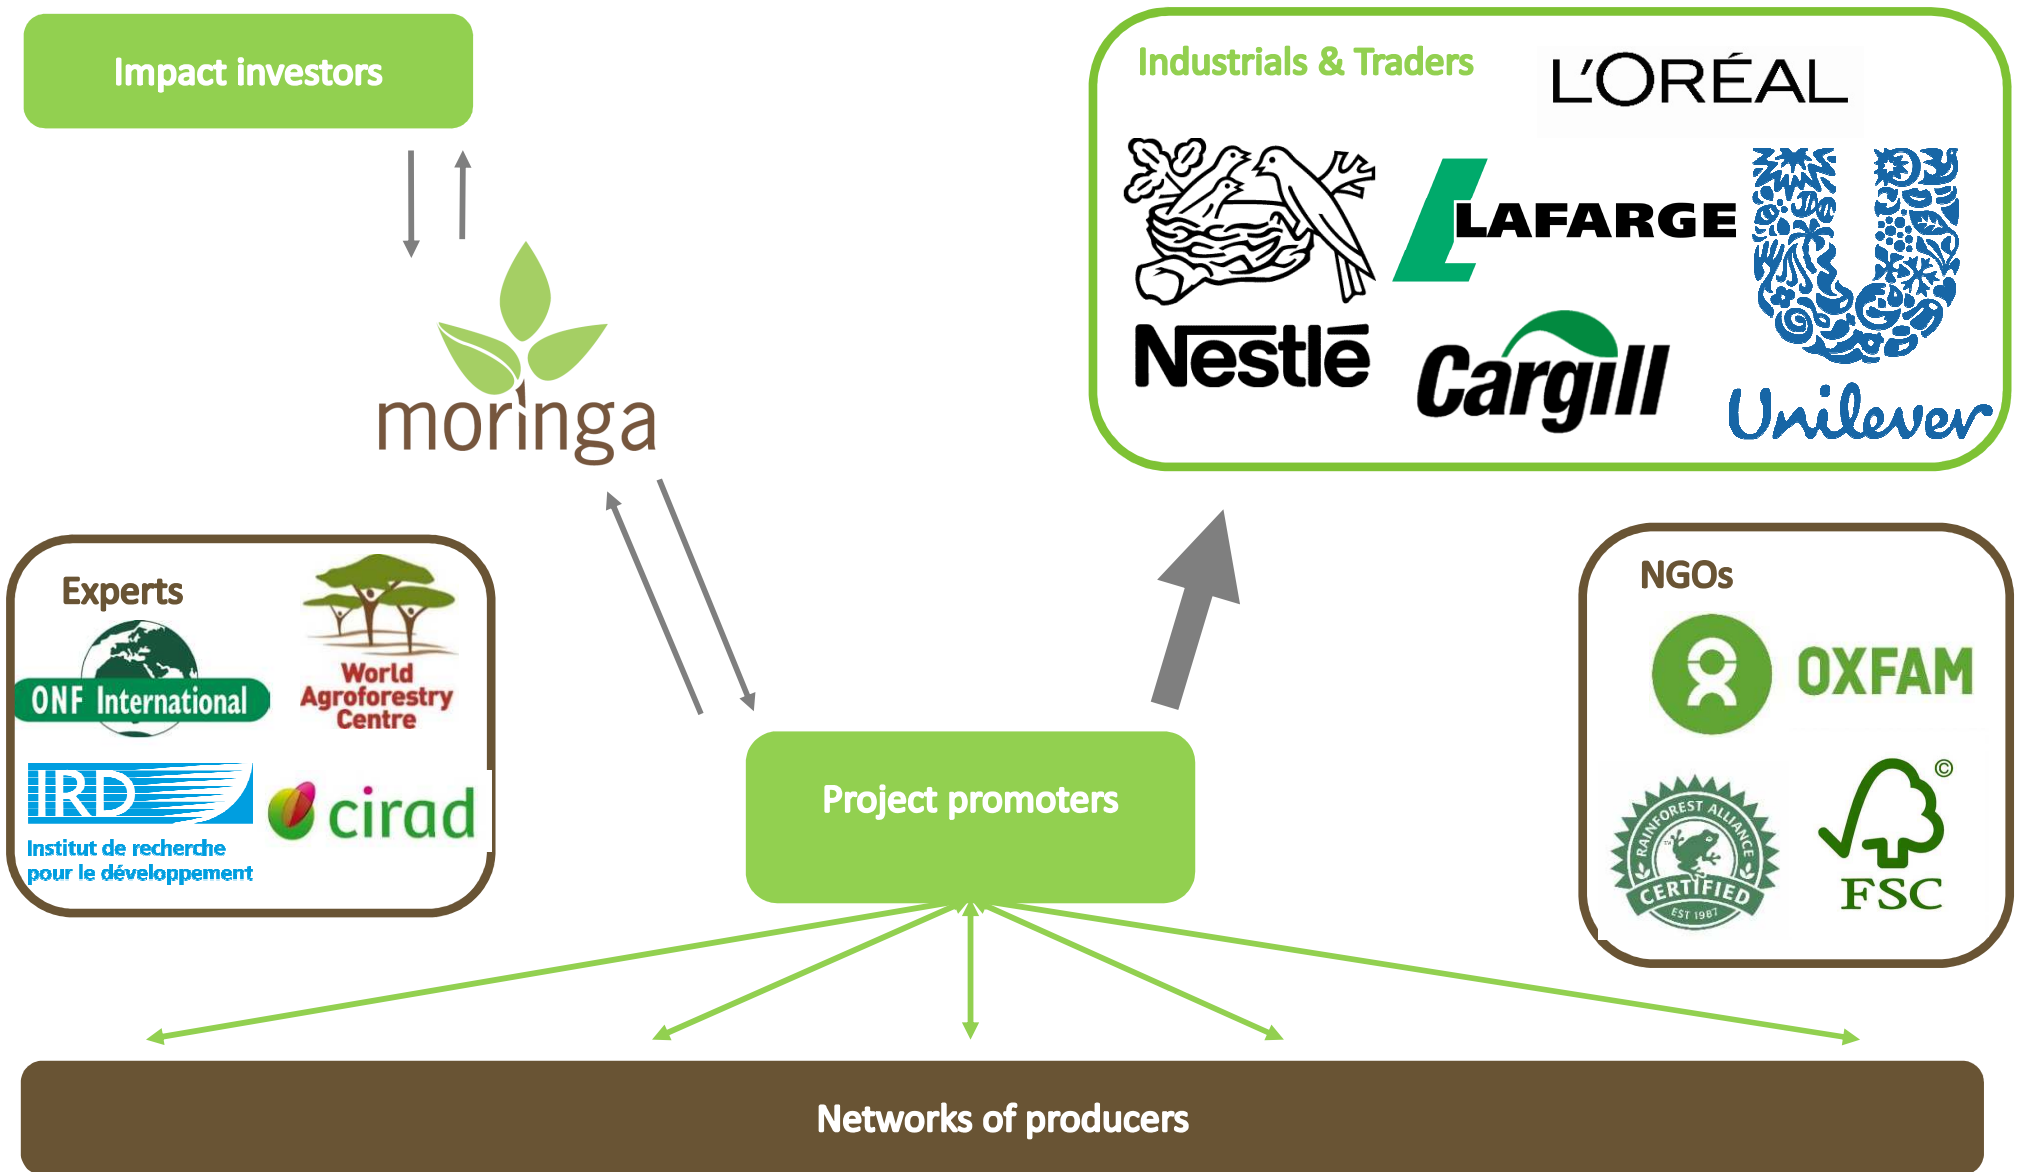 Impact investors
Industrials & Traders
L'ORÉAL
LAFARGE
Nestlé
Cargill
Unilever
moringa
Experts
ONF International
World
Agroforestry
Centre
IRD
Institut de recherche
pour le développement
cirad
NGOs
OXFAM
RAINFOREST ALLIANCE
CERTIFIED
EST 1987
©
FSC
Project promoters
Networks of producers